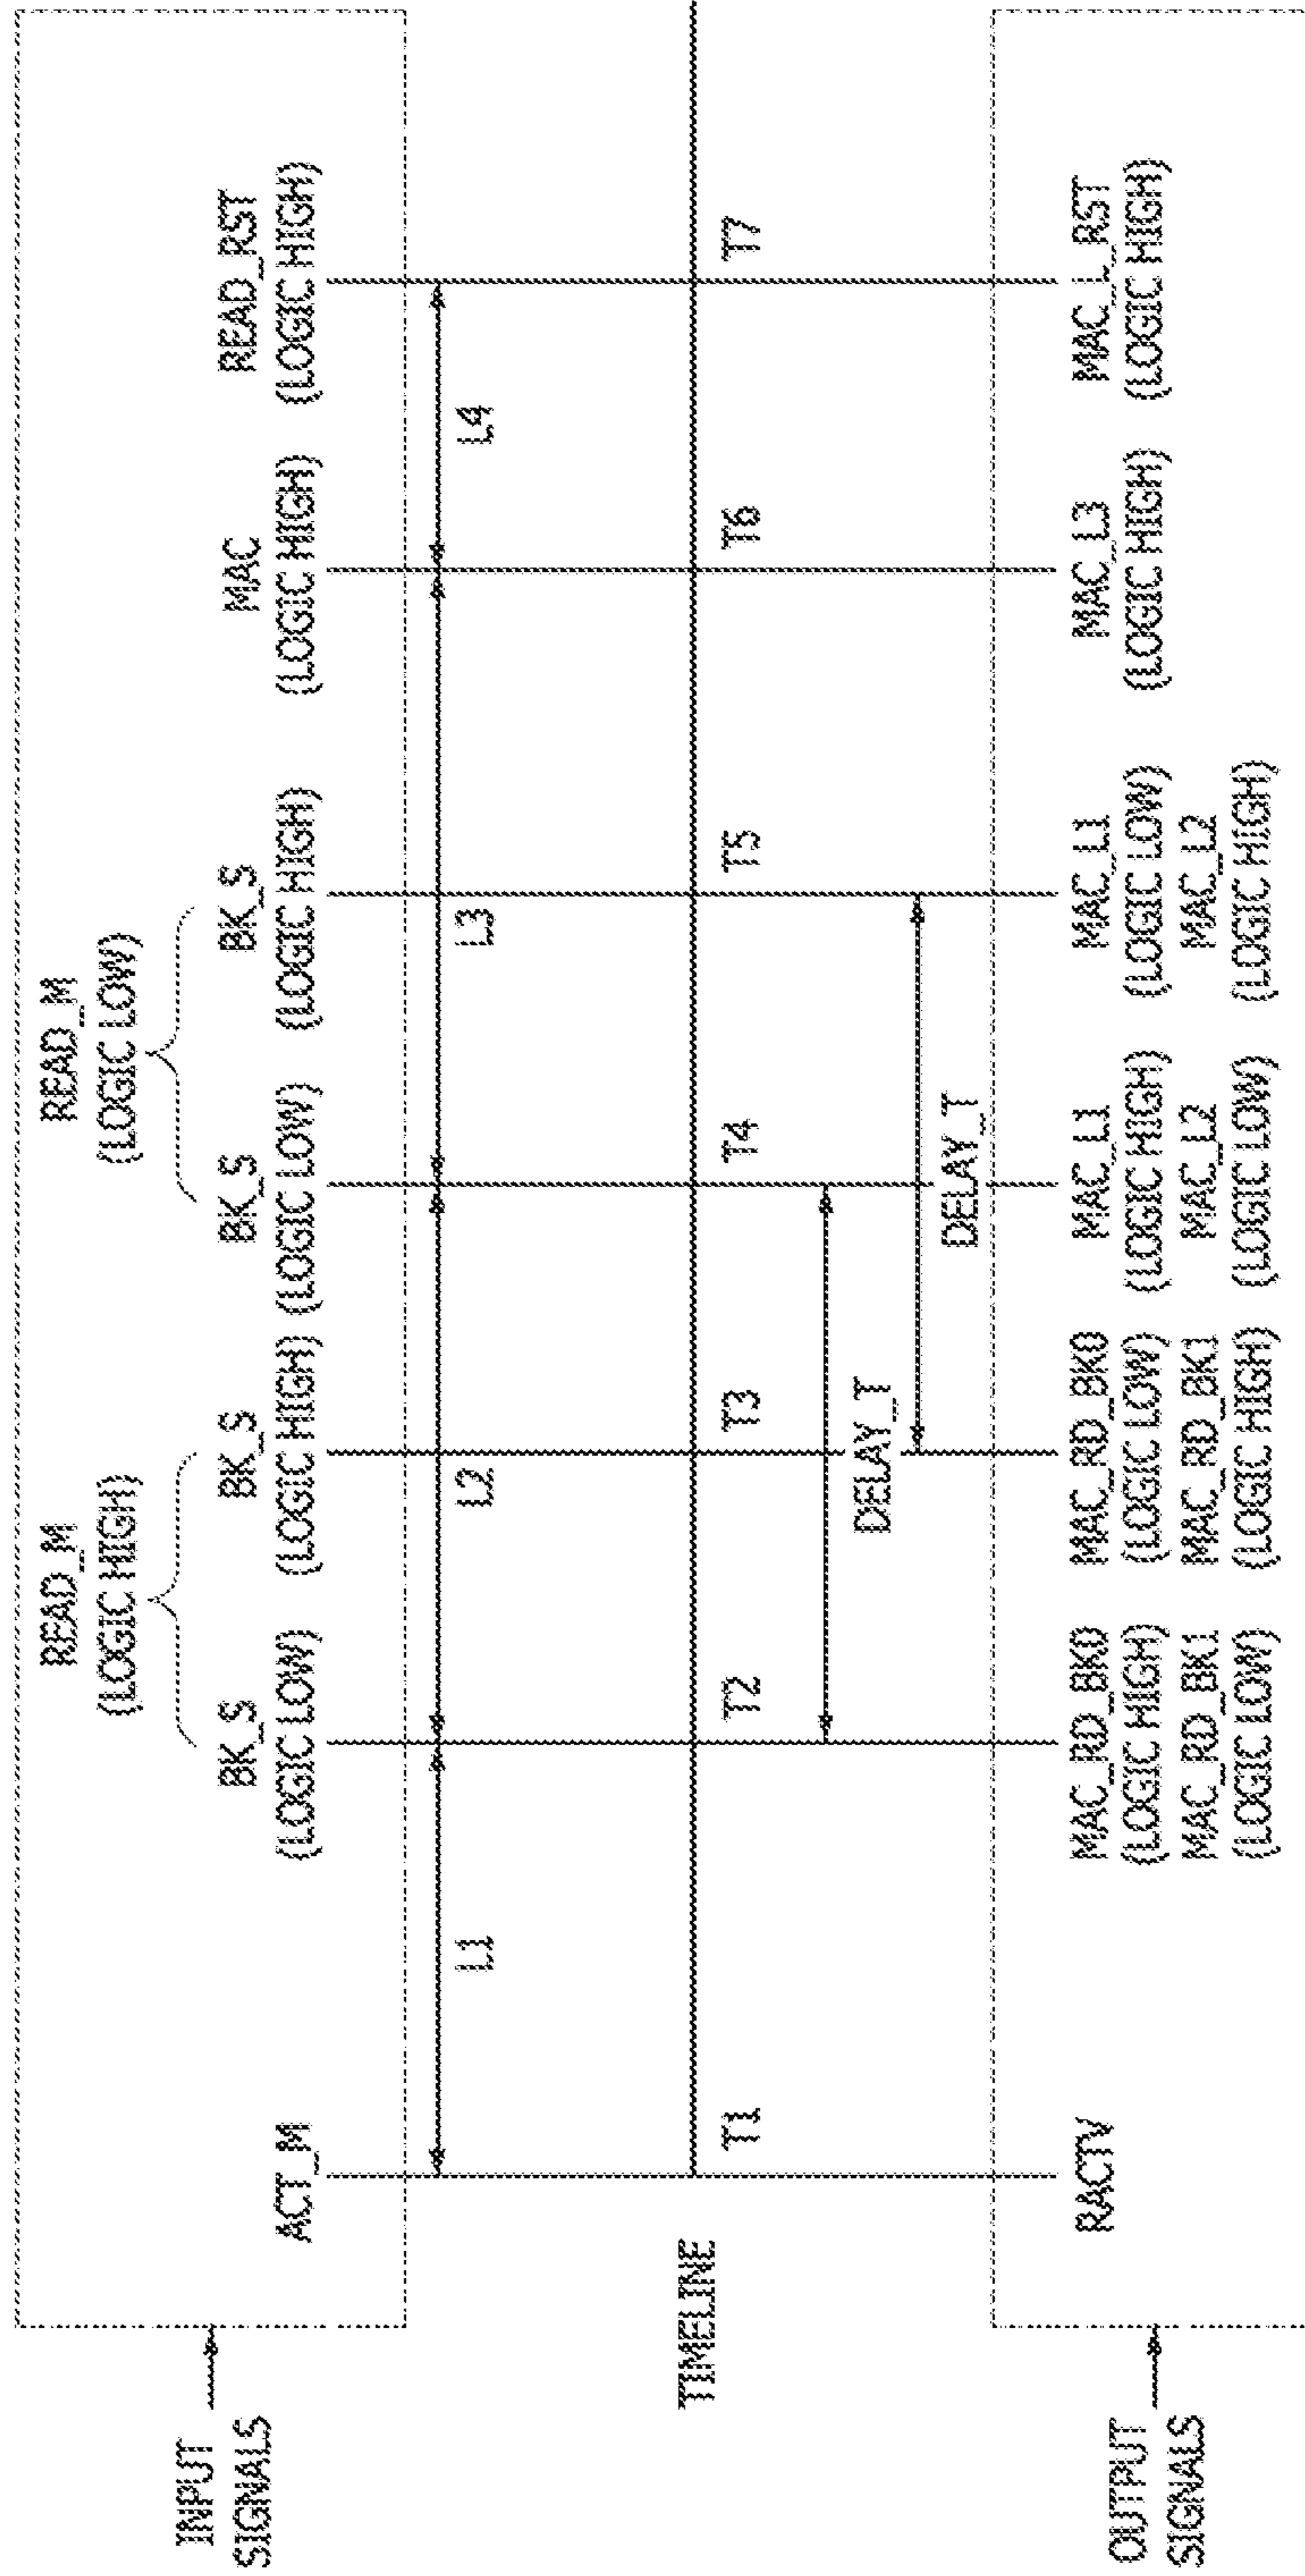 INPUT
SIGNALS
READ_M
(LOGIC HIGH)
READ_M
(LOGIC LOW)
ACT_M
BK_S
(LOGIC LOW)
BK_S
(LOGIC HIGH)
BK_S
(LOGIC LOW)
BK_S
(LOGIC HIGH)
MAC
(LOGIC HIGH)
READ_RST
(LOGIC HIGH)
L1
L2
L3
L4
TIMELINE
T1
T2
T3
T4
T5
T6
T7
DELAY_T
DELAY_T
OUTPUT
SIGNALS
RACTV
MAC_RD_BK0
(LOGIC HIGH)
MAC_RD_BK1
(LOGIC LOW)
MAC_RD_BK0
(LOGIC LOW)
MAC_RD_BK1
(LOGIC HIGH)
MAC_L1
(LOGIC HIGH)
MAC_L2
(LOGIC LOW)
MAC_L1
(LOGIC LOW)
MAC_L2
(LOGIC HIGH)
MAC_L3
(LOGIC HIGH)
MAC_L_RST
(LOGIC HIGH)